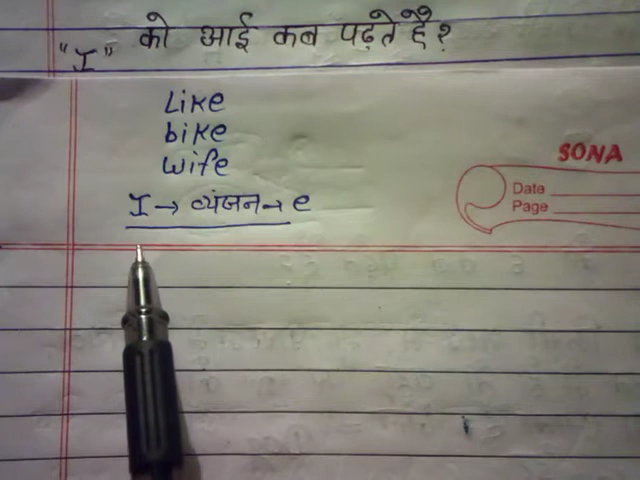 "I" को आई कब पढ़ते है?
Like
bike
wife
I → व्यंजन → e
SONA
Date
Page